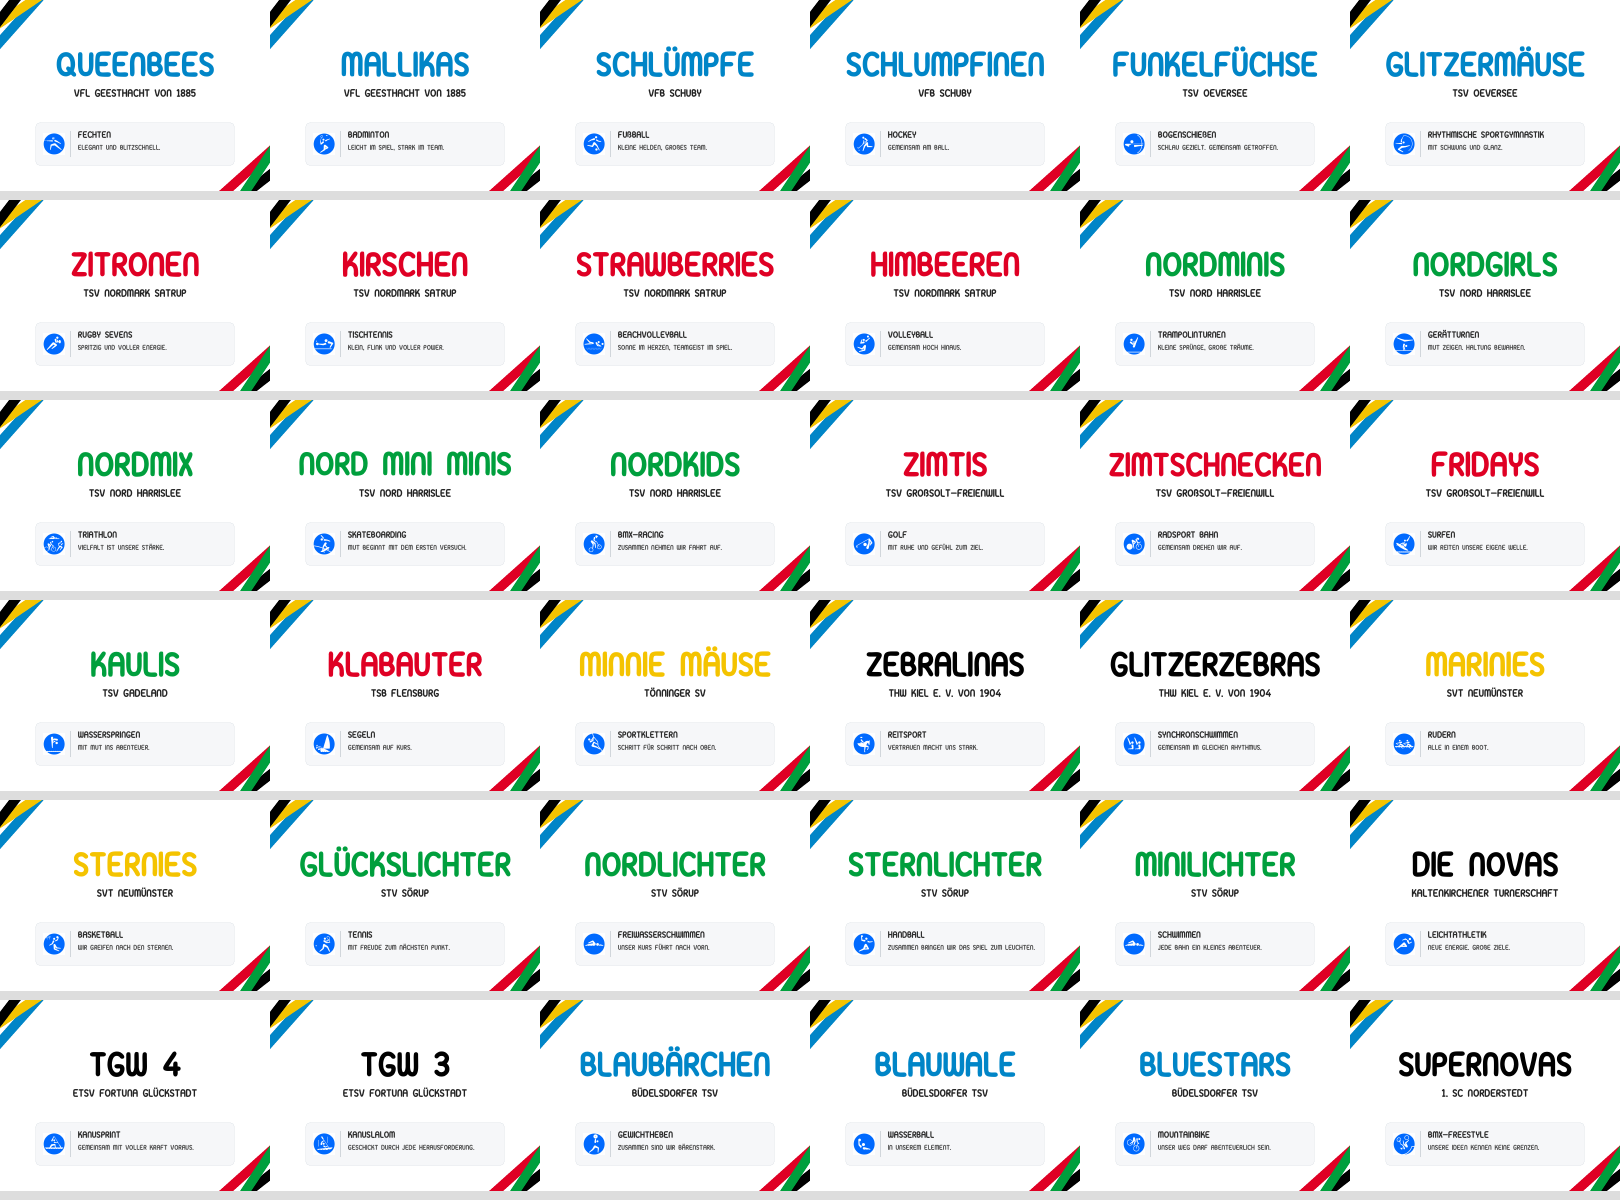 QUEENBEES
VFL GEESTHACHT VON 1885
FECHTEN
ELEGANT UND BLITZSCHNELL.
MALLIKAS
VFL GEESTHACHT VON 1885
BADMINTON
LEICHT IM SPIEL, STARK IM TEAM.
SCHLÜMPFE
VFB SCHUBY
FUẞBALL
KLEINE HELDEN, GROẞES TEAM.
SCHLUMPFINEN
VFB SCHUBY
HOCKEY
GEMEINSAM AM BALL.
FUNKELFÜCHSE
TSV OEVERSEE
BOGENSCHIEẞEN
SCHLAU GEZIELT. GEMEINSAM GETROFFEN.
GLITZERMÄUSE
TSV OEVERSEE
RHYTHMISCHE SPORTGYMNASTIK
MIT SCHWUNG UND GLANZ.
ZITRONEN
TSV NORDMARK SATRUP
RUGBY SEVENS
SPRITZIG UND VOLLER ENERGIE.
KIRSCHEN
TSV NORDMARK SATRUP
TISCHTENNIS
KLEIN, FLINK UND VOLLER POWER.
STRAWBERRIES
TSV NORDMARK SATRUP
BEACHVOLLEYBALL
SONNE IM HERZEN, TEAMGEIST IM SPIEL.
HIMBEEREN
TSV NORDMARK SATRUP
VOLLEYBALL
GEMEINSAM HOCH HINAUS.
NORDMINIS
TSV NORD HARRISLEE
TRAMPOLINTURNEN
KLEINE SPRÜNGE, GROẞE TRÄUME.
NORDGIRLS
TSV NORD HARRISLEE
GERÄTTURNEN
MUT ZEIGEN. HALTUNG BEWAHREN.
NORDMIX
TSV NORD HARRISLEE
TRIATHLON
VIELFALT IST UNSERE STÄRKE.
NORD MINI MINIS
TSV NORD HARRISLEE
SKATEBOARDING
MUT BEGINNT MIT DEM ERSTEN VERSUCH.
NORDKIDS
TSV NORD HARRISLEE
BMX-RACING
ZUSAMMEN NEHMEN WIR FAHRT AUF.
ZIMTIS
TSV GROẞSOLT-FREIENWILL
GOLF
MIT RUHE UND GEFÜHL ZUM ZIEL.
ZIMTSCHNECKEN
TSV GROẞSOLT-FREIENWILL
RADSPORT BAHN
GEMEINSAM DREHEN WIR AUF.
FRIDAYS
TSV GROẞSOLT-FREIENWILL
SURFEN
WIR REITEN UNSERE EIGENE WELLE.
KAULIS
TSV GADELAND
WASSERSPRINGEN
MIT MUT INS ABENTEUER.
KLABAUTER
TSB FLENSBURG
SEGELN
GEMEINSAM AUF KURS.
MINNIE MÄUSE
TÖNNINGER SV
SPORTKLETTERN
SCHRITT FÜR SCHRITT NACH OBEN.
ZEBRALINAS
THW KIEL E. V. VON 1904
REITSPORT
VERTRAUEN MACHT UNS STARK.
GLITZERZEBRAS
THW KIEL E. V. VON 1904
SYNCHRONSCHWIMMEN
GEMEINSAM IM GLEICHEN RHYTHMUS.
MARINIES
SVT NEUMÜNSTER
RUDERN
ALLE IN EINEM BOOT.
STERNIES
SVT NEUMÜNSTER
BASKETBALL
WIR GREIFEN NACH DEN STERNEN.
GLÜCKSLICHTER
STV SÖRUP
TENNIS
MIT FREUDE ZUM NÄCHSTEN PUNKT.
NORDLICHTER
STV SÖRUP
FREIWASSERSCHWIMMEN
UNSER KURS FÜHRT NACH VORN.
STERNLICHTER
STV SÖRUP
HANDBALL
ZUSAMMEN BRINGEN WIR DAS SPIEL ZUM LEUCHTEN.
MINILICHTER
STV SÖRUP
SCHWIMMEN
JEDE BAHN EIN KLEINES ABENTEUER.
DIE NOVAS
KALTENKIRCHENER TURNERSCHAFT
LEICHTATHLETIK
NEUE ENERGIE. GROẞE ZIELE.
TGW 4
ETSV FORTUNA GLÜCKSTADT
KANUSPRINT
GEMEINSAM MIT VOLLER KRAFT VORAUS.
TGW 3
ETSV FORTUNA GLÜCKSTADT
KANUSLALOM
GESCHICKT DURCH JEDE HERAUSFORDERUNG.
BLAUBÄRCHEN
BÜDELSDORFER TSV
GEWICHTHEBEN
ZUSAMMEN SIND WIR BÄRENSTARK.
BLAUWALE
BÜDELSDORFER TSV
WASSERBALL
IN UNSEREM ELEMENT.
BLUESTARS
BÜDELSDORFER TSV
MOUNTAINBIKE
UNSER WEG DARF ABENTEUERLICH SEIN.
SUPERNOVAS
1. SC NORDERSTEDT
BMX-FREESTYLE
UNSERE IDEEN KENNEN KEINE GRENZEN.